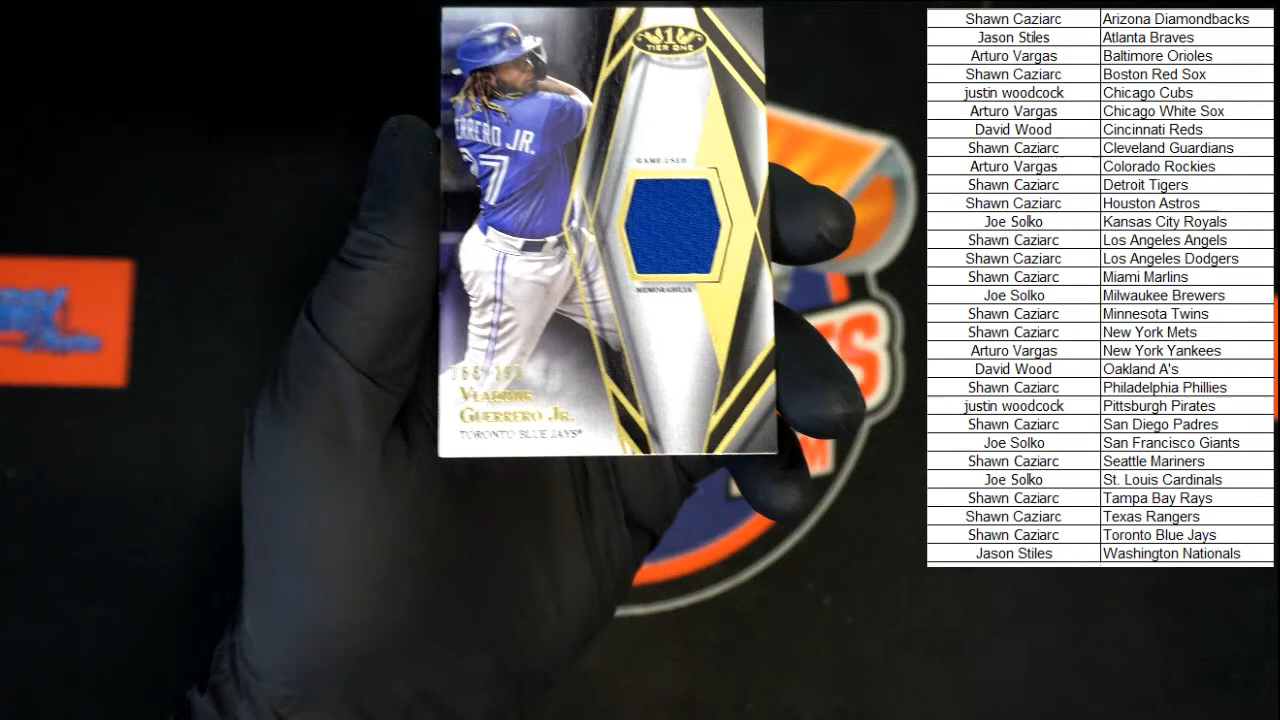 1
TIER ONE
ERRERO JR.
27
GAME-USED
MEMORABILIA
VLADIMIR
GUERRERO JR.
TORONTO BLUE JAYS®
Shawn Caziarc Arizona Diamondbacks
Jason Stiles Atlanta Braves
Arturo Vargas Baltimore Orioles
Shawn Caziarc Boston Red Sox
justin woodcock Chicago Cubs
Arturo Vargas Chicago White Sox
David Wood Cincinnati Reds
Shawn Caziarc Cleveland Guardians
Arturo Vargas Colorado Rockies
Shawn Caziarc Detroit Tigers
Shawn Caziarc Houston Astros
Joe Solko Kansas City Royals
Shawn Caziarc Los Angeles Angels
Shawn Caziarc Los Angeles Dodgers
Shawn Caziarc Miami Marlins
Joe Solko Milwaukee Brewers
Shawn Caziarc Minnesota Twins
Shawn Caziarc New York Mets
Arturo Vargas New York Yankees
David Wood Oakland A's
Shawn Caziarc Philadelphia Phillies
justin woodcock Pittsburgh Pirates
Shawn Caziarc San Diego Padres
Joe Solko San Francisco Giants
Shawn Caziarc Seattle Mariners
Joe Solko St. Louis Cardinals
Shawn Caziarc Tampa Bay Rays
Shawn Caziarc Texas Rangers
Shawn Caziarc Toronto Blue Jays
Jason Stiles Washington Nationals